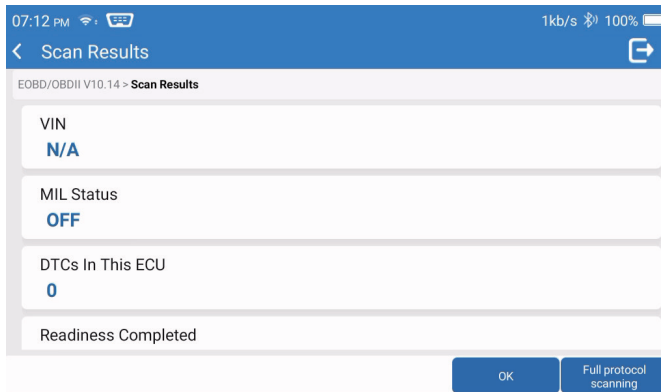 07:12 PM
1kb/s 100%
Scan Results
EOBD/OBDII V10.14 > Scan Results
VIN
N/A
MIL Status
OFF
DTCs In This ECU
0
Readiness Completed
OK
Full protocol
scanning